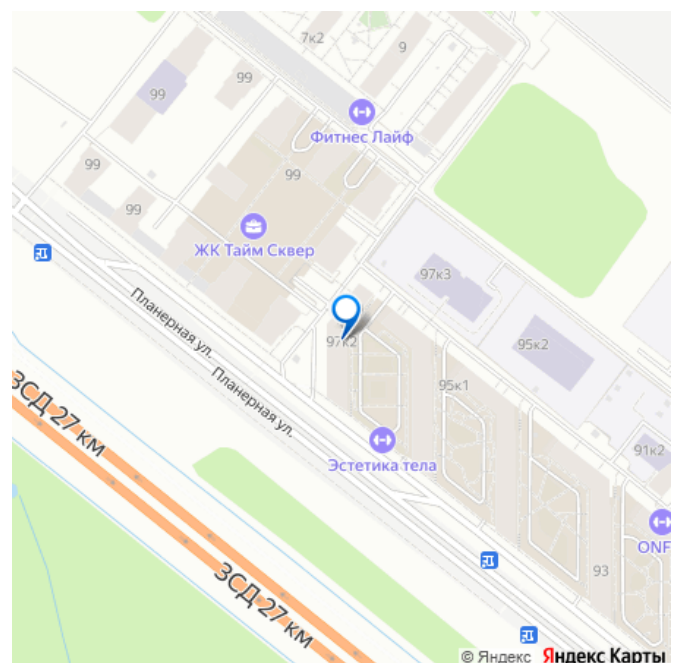 7к2
9
99
99
Фитнес Лайф
99
99
99
ЖК Тайм Сквер
97к3
Планерная ул.
97к2
95к2
Планерная ул.
95к1
ЗСД 27 км
91к2
Эстетика тела
ONF
93
ЗСД 27 км
© Яндекс Яндекс Карты